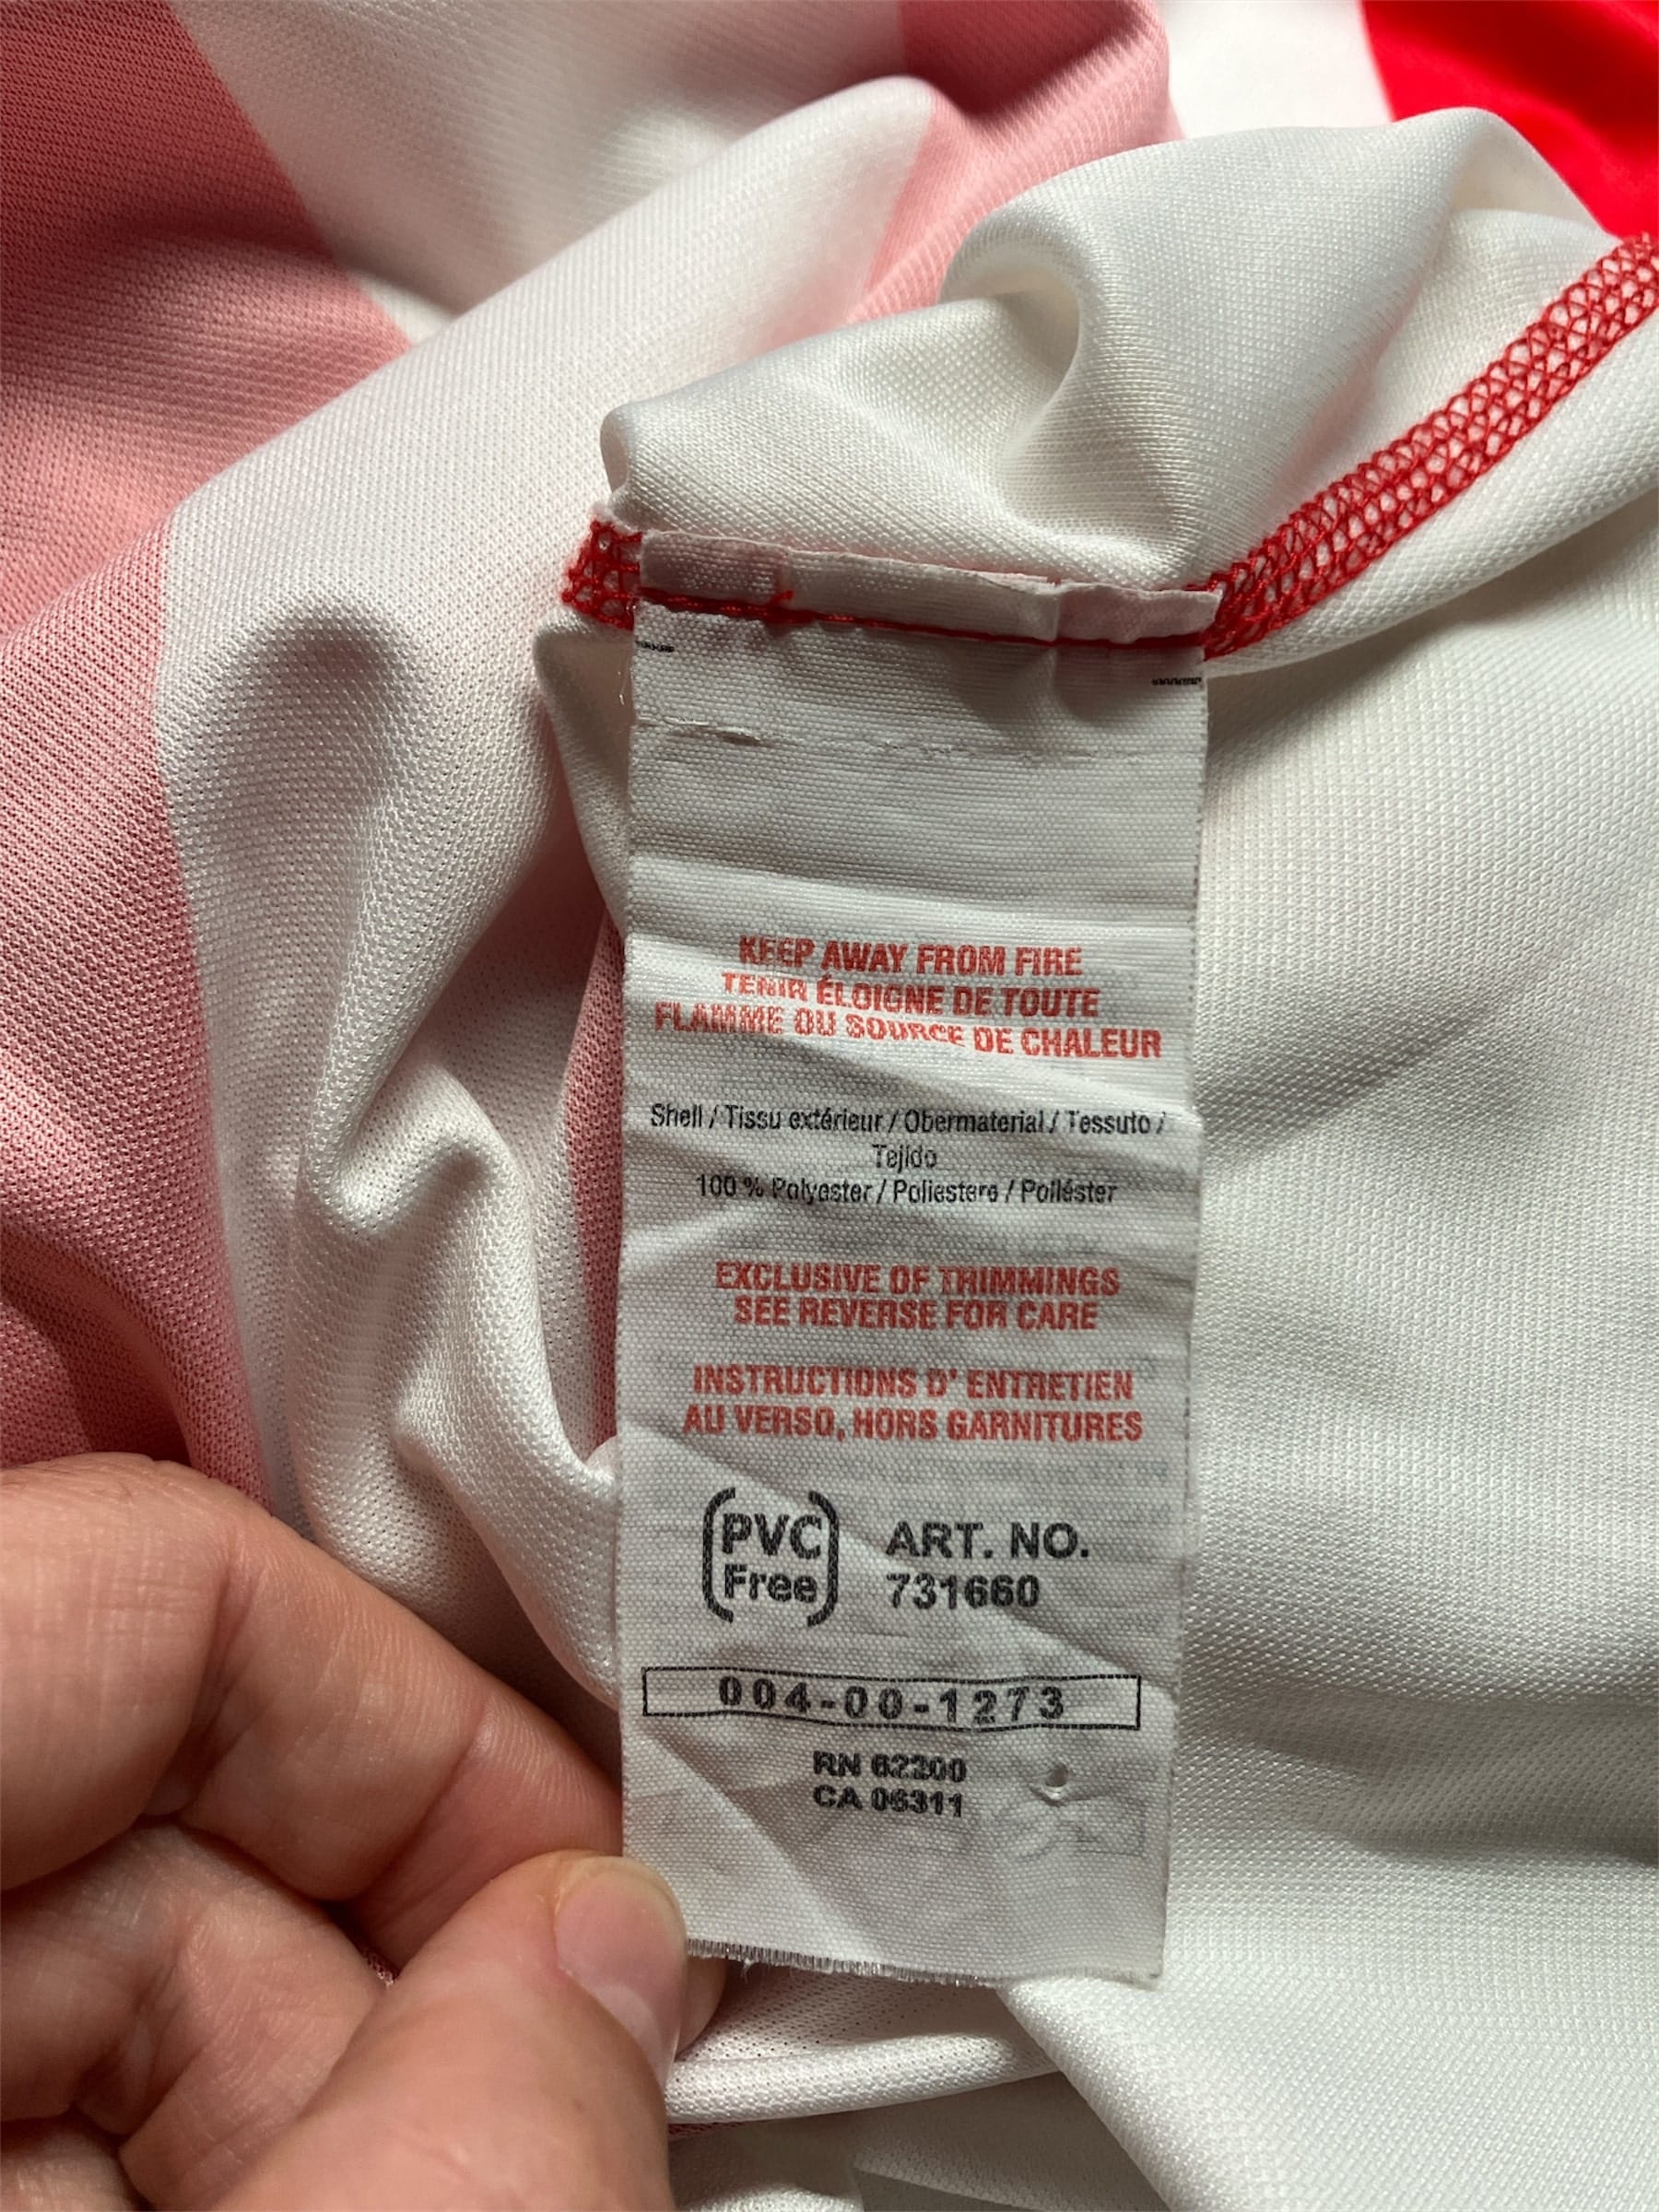 KEEP AWAY FROM FIRE
TENIR ÉLOIGNE DE TOUTE
FLAMME OU SOURCE DE CHALEUR
Shell / Tissu extérieur / Obermaterial / Tessuto /
Tejido
100 % Polyester / Poliestere / Poliéster
EXCLUSIVE OF TRIMMINGS
SEE REVERSE FOR CARE
INSTRUCTIONS D' ENTRETIEN
AU VERSO, HORS GARNITURES
PVC
Free
ART. NO.
731660
004-00-1273
RN 62200
CA 06311